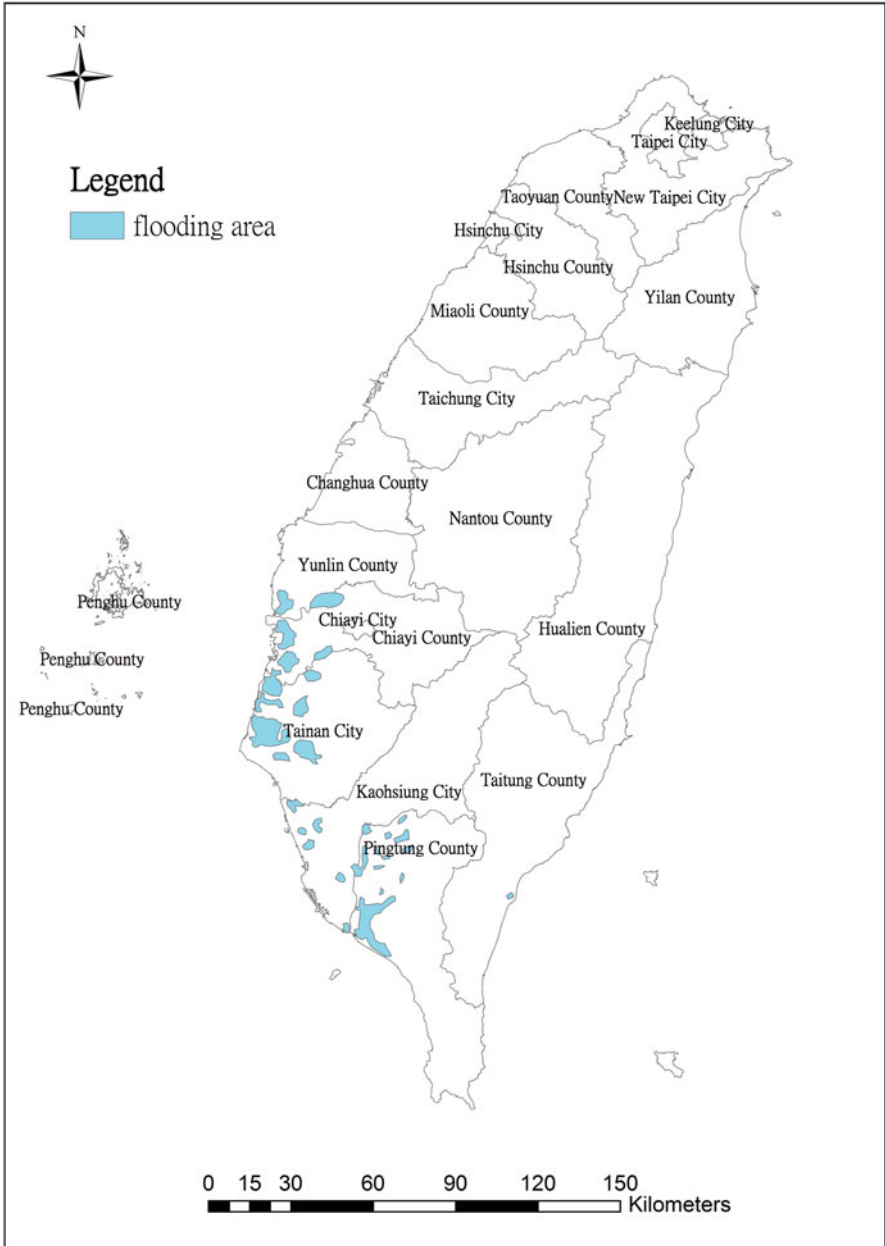 N
Legend
flooding area
Keelung City
Taipei City
Taoyuan County
New Taipei City
Hsinchu City
Hsinchu County
Yilan County
Miaoli County
Taichung City
Changhua County
Nantou County
Yunlin County
Penghu County
Chiayi City
Hualien County
Chiayi County
Penghu County
Penghu County
Tainan City
Taitung County
Kaohsiung City
Pingtung County
0 15 30 60 90 120 150
Kilometers